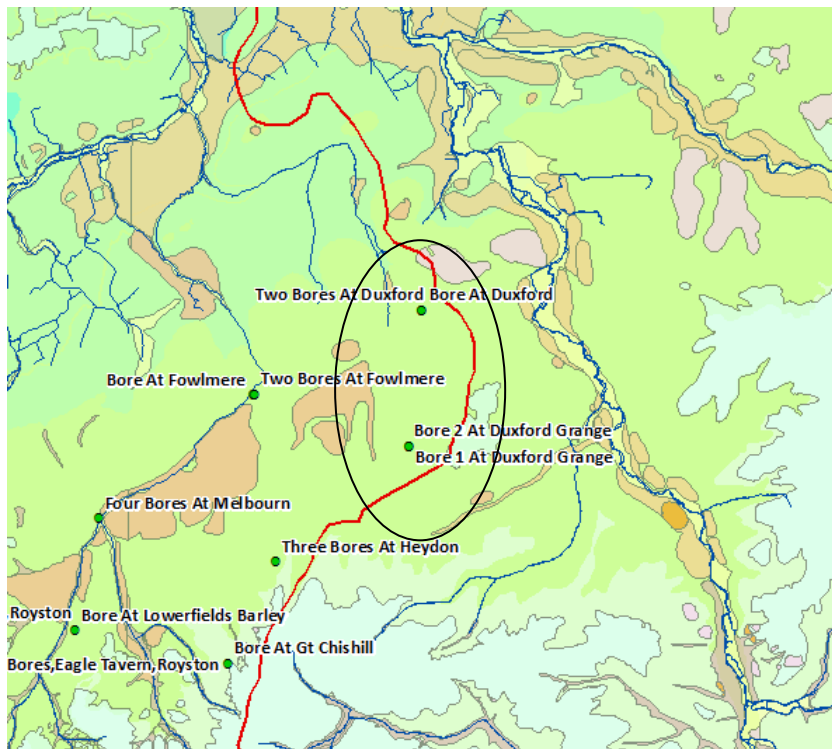 Two Bores At Duxford Bore At Duxford
Bore At Fowlmere Two Bores At Fowlmere
Bore 2 At Duxford Grange
Bore 1 At Duxford Grange
Four Bores At Melbourn
Three Bores At Heydon
Royston Bore At Lowerfields Barley
Bore At Gt Chishill
Bores,Eagle Tavern,Royston